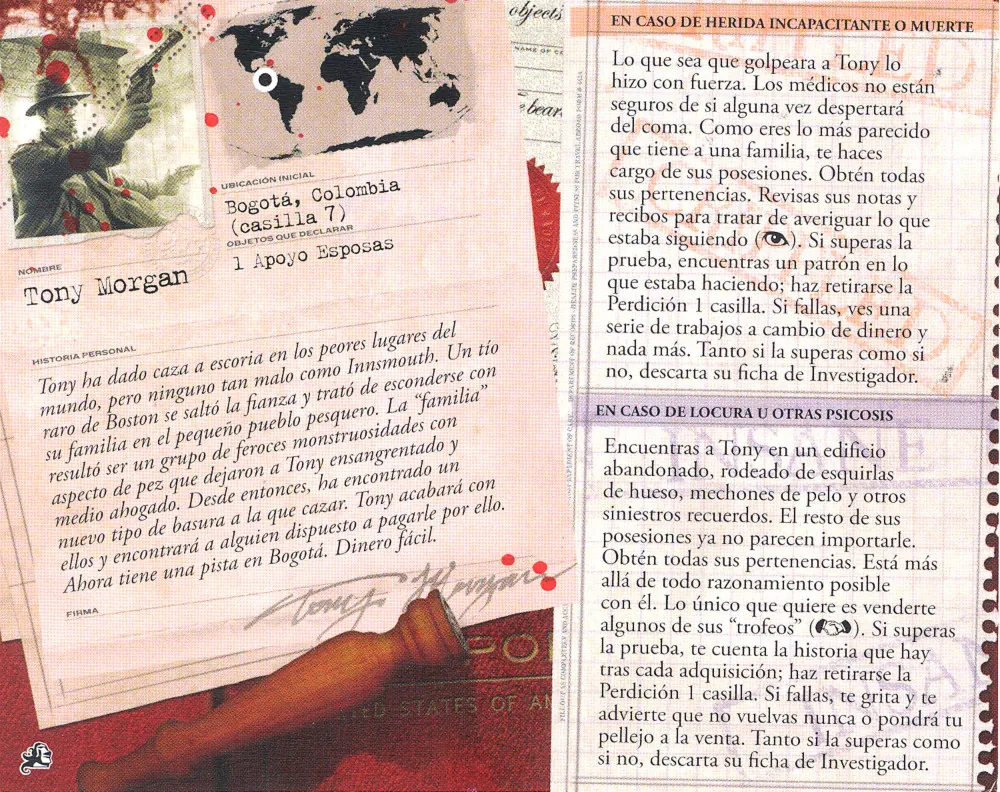 UBICACIÓN INICIAL
Bogotá, Colombia
(casilla 7)
OBJETOS QUE DECLARAR
1 Apoyo Esposas
NOMBRE
Tony Morgan
HISTORIA PERSONAL
Tony ha dado caza a escoria en los peores lugares del
mundo, pero ninguno tan malo como Innsmouth. Un tío
raro de Boston se saltó la fianza y trató de esconderse con
su familia en el pequeño pueblo pesquero. La “familia”
resultó ser un grupo de feroces monstruosidades con
aspecto de pez que dejaron a Tony ensangrentado y
medio ahogado. Desde entonces, ha encontrado un
nuevo tipo de basura a la que cazar. Tony acabará con
ellos y encontrará a alguien dispuesto a pagarle por ello.
Ahora tiene una pista en Bogotá. Dinero fácil.
FIRMA
Tony Morgan
objects
STATES OF AM
EN CASO DE HERIDA INCAPACITANTE O MUERTE
Lo que sea que golpeara a Tony lo
hizo con fuerza. Los médicos no están
seguros de si alguna vez despertará
del coma. Como eres lo más parecido
que tiene a una familia, te haces
cargo de sus posesiones. Obtén todas
sus pertenencias. Revisas sus notas y
recibos para tratar de averiguar lo que
estaba siguiendo ( ). Si superas la
prueba, encuentras un patrón en lo
que estaba haciendo; haz retirarse la
Perdición 1 casilla. Si fallas, ves una
serie de trabajos a cambio de dinero y
nada más. Tanto si la superas como si
no, descarta su ficha de Investigador.
EN CASO DE LOCURA U OTRAS PSICOSIS
Encuentras a Tony en un edificio
abandonado, rodeado de esquirlas
de hueso, mechones de pelo y otros
siniestros recuerdos. El resto de sus
posesiones ya no parecen importarle.
Obtén todas sus pertenencias. Está más
allá de todo razonamiento posible
con él. Lo único que quiere es venderte
algunos de sus “trofeos” ( ). Si superas
la prueba, te cuenta la historia que hay
tras cada adquisición; haz retirarse la
Perdición 1 casilla. Si fallas, te grita y te
advierte que no vuelvas nunca o pondrá tu
pellejo a la venta. Tanto si la superas como
si no, descarta su ficha de Investigador.